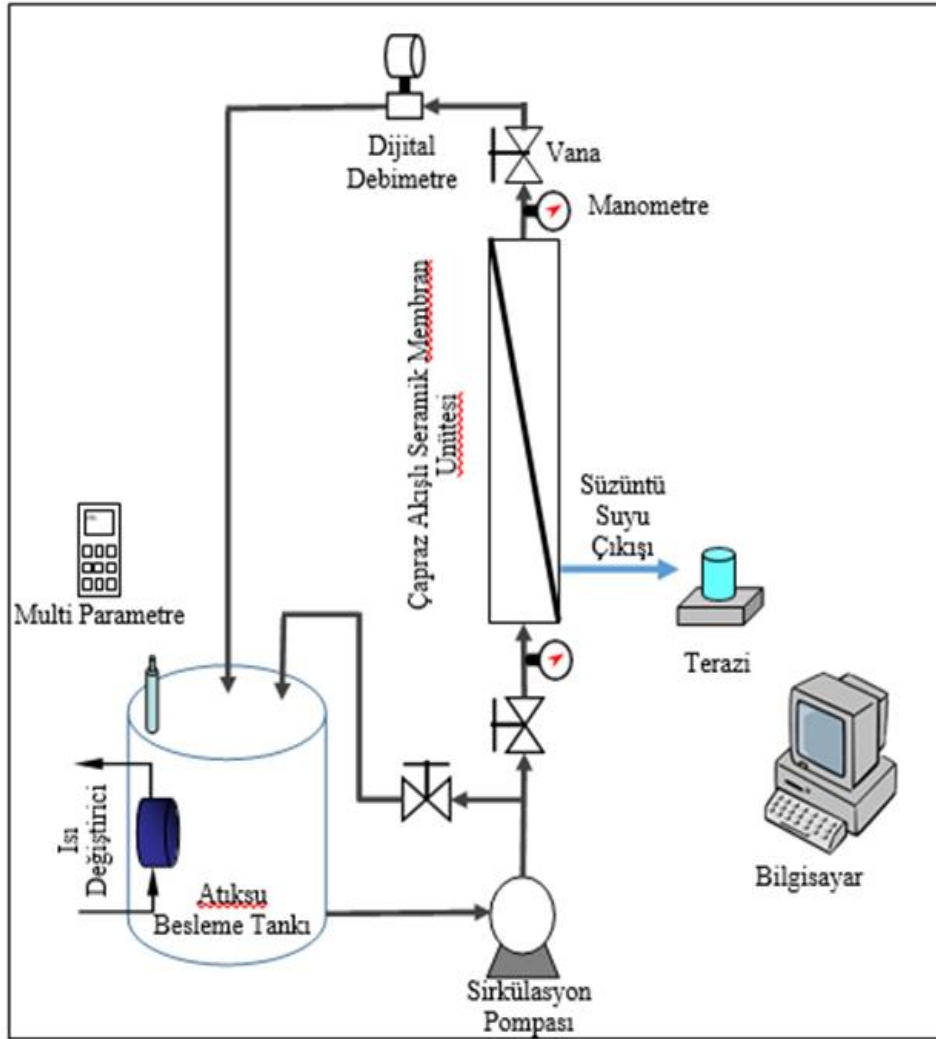 Dijital
Debimetre
Vana
Manometre
Çapraz Akışlı Seramik Membran
Unütesi
Süzüntü
Suyu
Çıkışı
Multi Parametre
Terazi
Isı
Değiştirici
Atıksu
Besleme Tankı
Bilgisayar
Sirkülasyon
Pompası